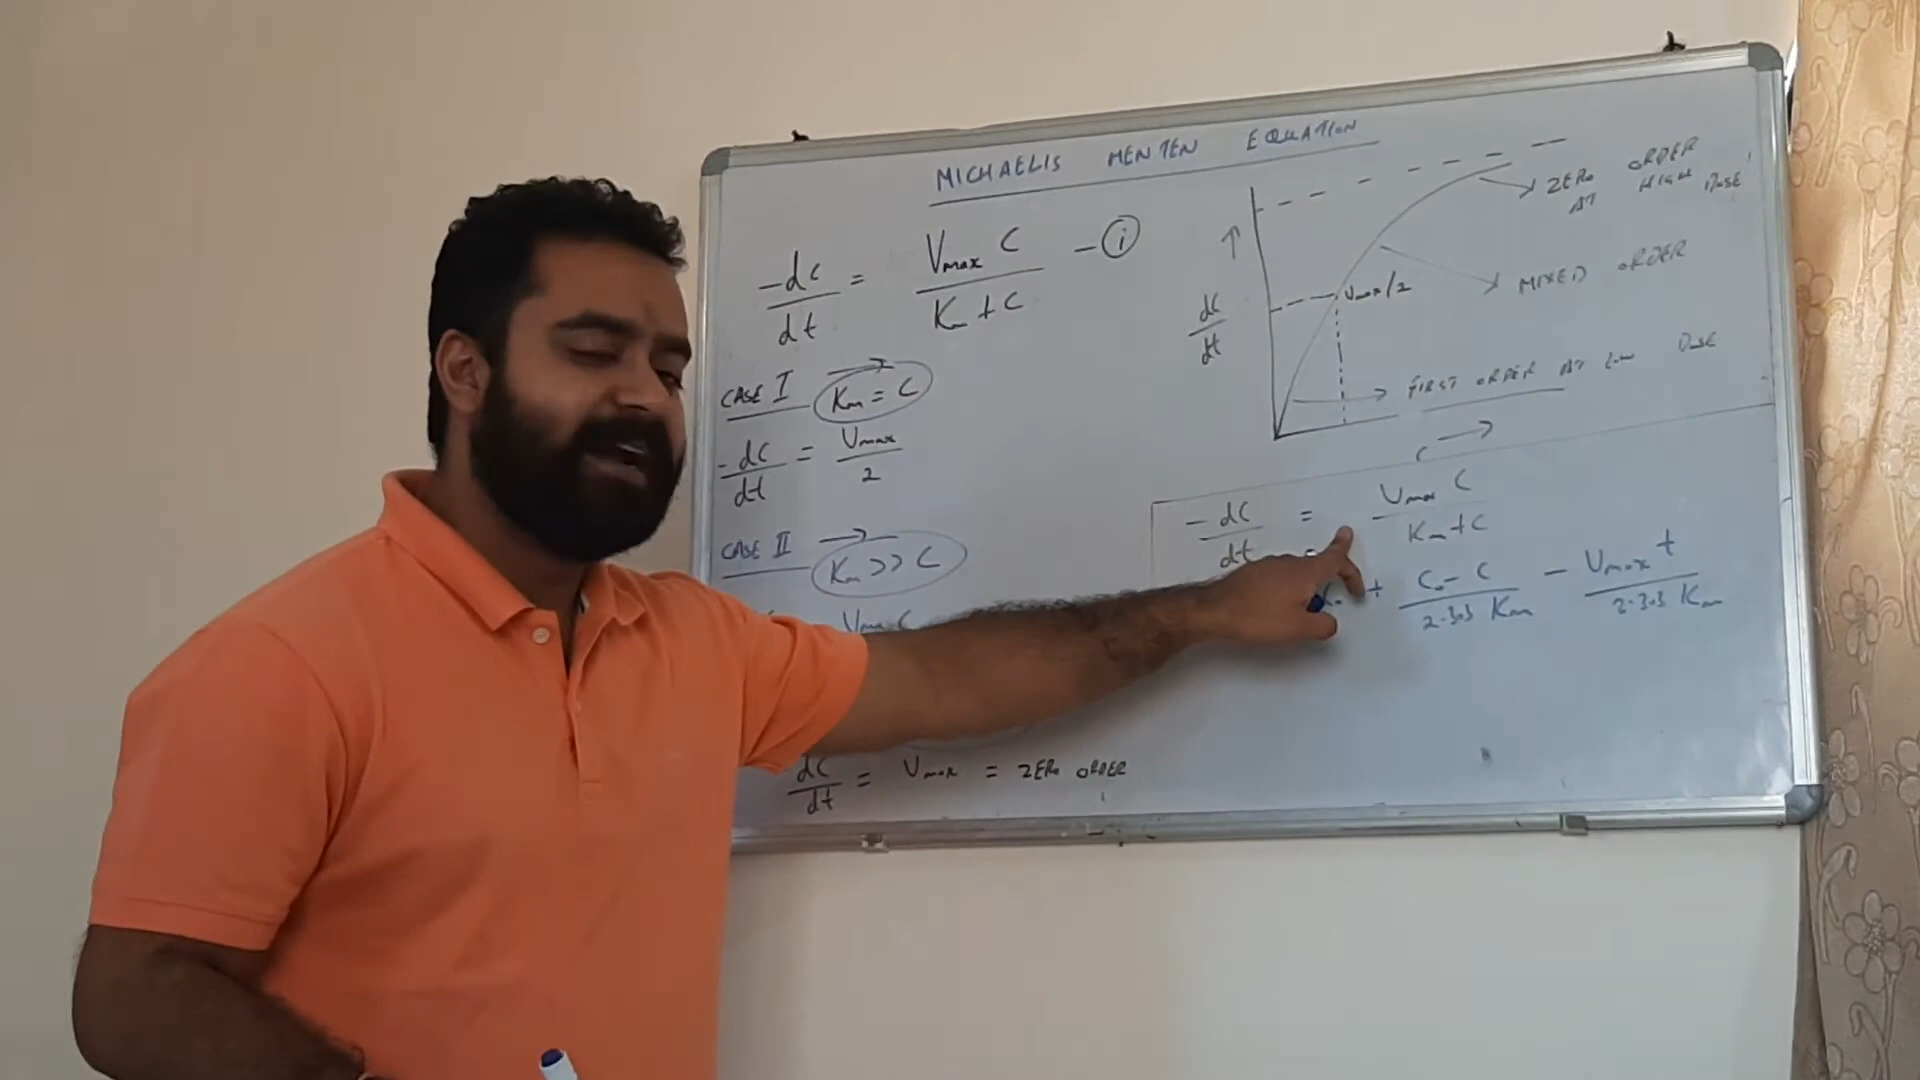 MICHAELIS MENTEN EQUATION
-dC/dt = Vmax C / Km + C - (i)
CASE I Km = C
-dC/dt = Vmax / 2
CASE II Km >> C
Vmax C
dC/dt = Vmax = ZERO ORDER
dC/dt
ZERO ORDER
AT HIGH DOSE
MIXED ORDER
Vmax/2
FIRST ORDER AT LOW DOSE
C
-dC/dt = Vmax C / Km + C
+ C₀ - C / 2.303 Km - Vmax t / 2.303 Km